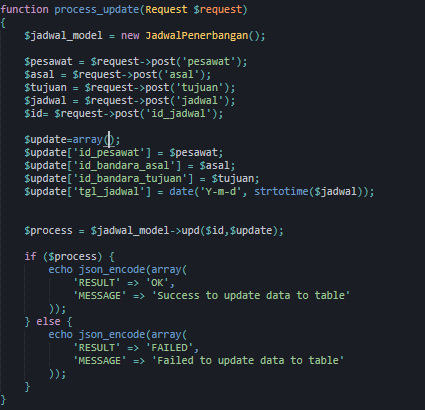 function process_update(Request $request)
{
$jadwal_model = new JadwalPenerbangan();
$pesawat = $request->post('pesawat');
$asal = $request->post('asal');
$tujuan = $request->post('tujuan');
$jadwal = $request->post('jadwal');
$id= $request->post('id_jadwal');
$update=array();
$update['id_pesawat'] = $pesawat;
$update['id_bandara_asal'] = $asal;
$update['id_bandara_tujuan'] = $tujuan;
$update['tgl_jadwal'] = date('Y-m-d', strtotime($jadwal));
$process = $jadwal_model->upd($id,$update);
if ($process) {
echo json_encode(array(
'RESULT' => 'OK',
'MESSAGE' => 'Success to update data to table'
));
} else {
echo json_encode(array(
'RESULT' => 'FAILED',
'MESSAGE' => 'Failed to update data to table'
));
}
}